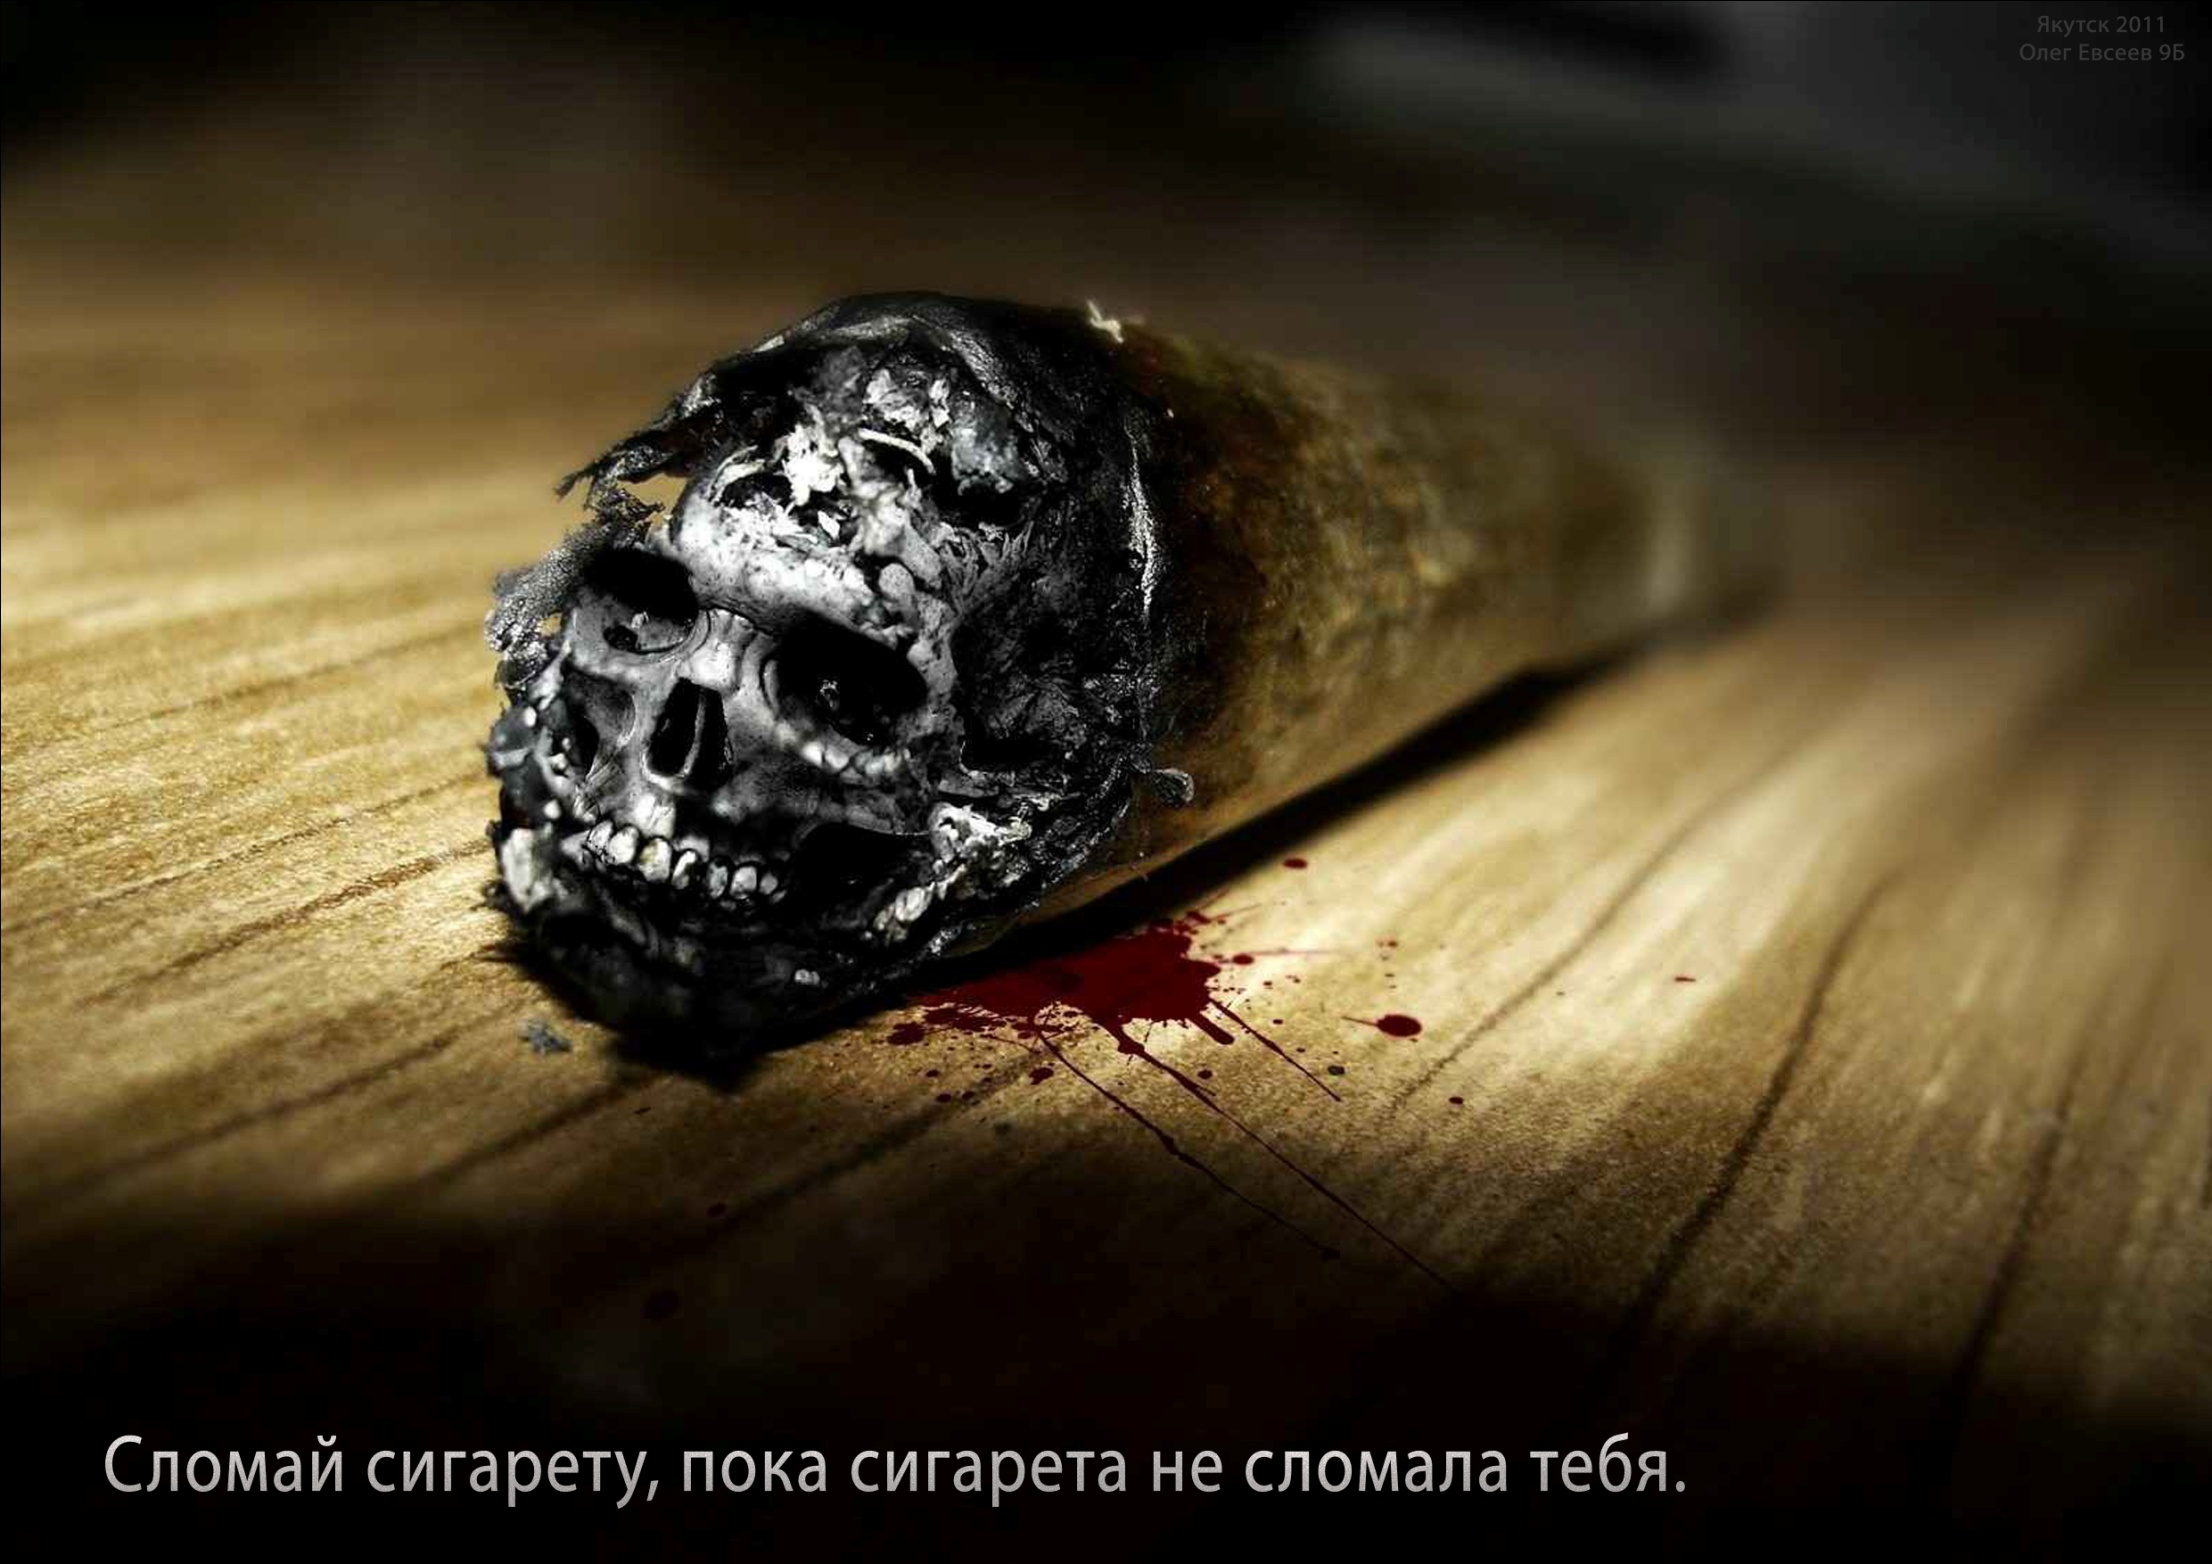 Якутск 2011
Олег Евсеев 9Б
Сломай сигарету, пока сигарета не сломала тебя.